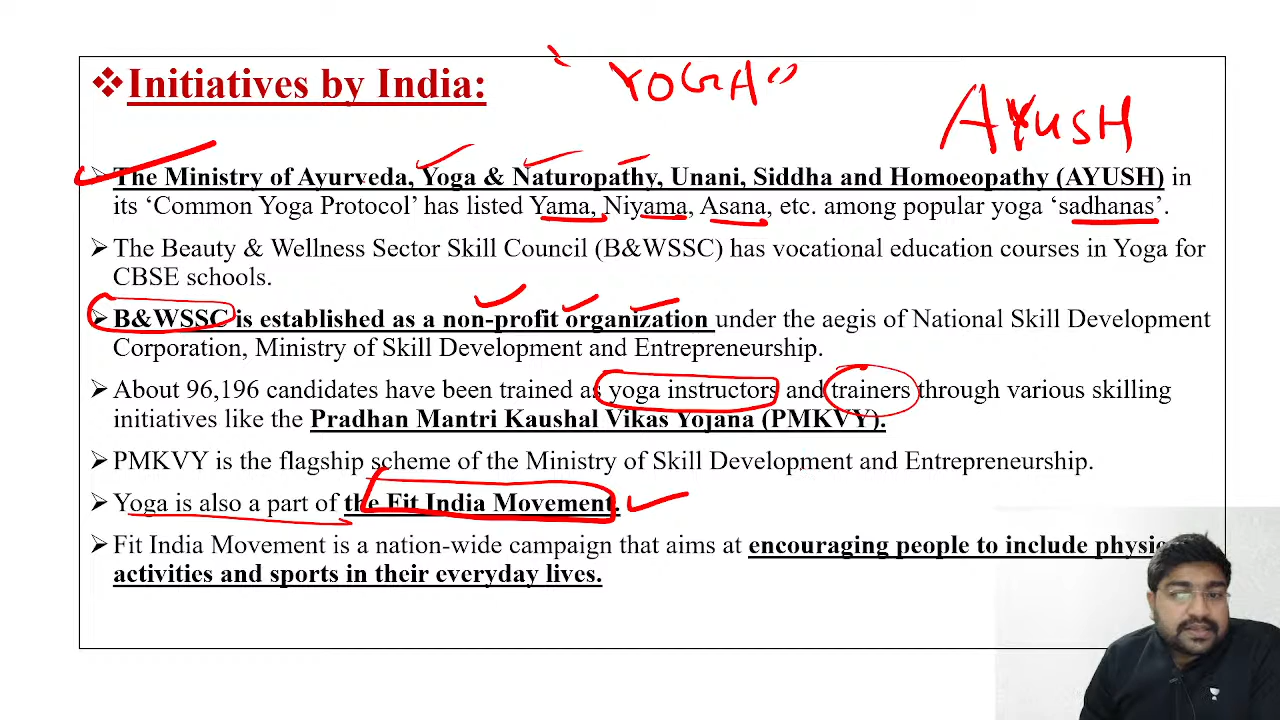 "YOGA"
AYUSH
❖Initiatives by India:
➢ The Ministry of Ayurveda, Yoga & Naturopathy, Unani, Siddha and Homoeopathy (AYUSH) in
its ‘Common Yoga Protocol’ has listed Yama, Niyama, Asana, etc. among popular yoga ‘sadhanas’.
➢ The Beauty & Wellness Sector Skill Council (B&WSSC) has vocational education courses in Yoga for
CBSE schools.
➢ B&WSSC is established as a non-profit organization under the aegis of National Skill Development
Corporation, Ministry of Skill Development and Entrepreneurship.
➢ About 96,196 candidates have been trained as yoga instructors and trainers through various skilling
initiatives like the Pradhan Mantri Kaushal Vikas Yojana (PMKVY).
➢ PMKVY is the flagship scheme of the Ministry of Skill Development and Entrepreneurship.
➢ Yoga is also a part of the Fit India Movement.
➢ Fit India Movement is a nation-wide campaign that aims at encouraging people to include
activities and sports in their everyday lives.